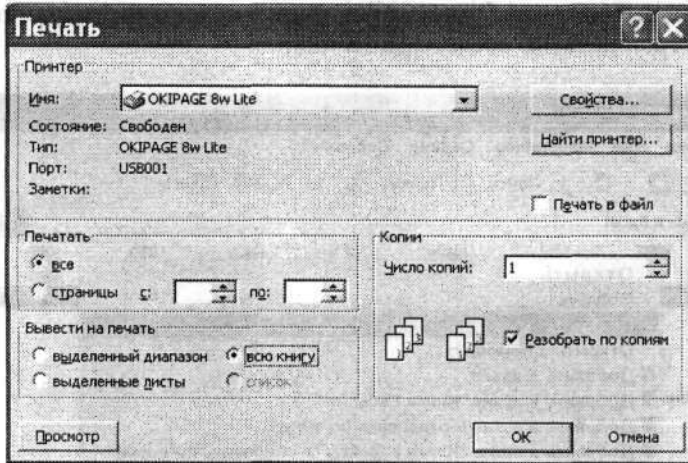 Печать
Принтер
Имя: OKIPAGE 8w Lite
Свойства...
Состояние: Свободен
Тип: OKIPAGE 8w Lite
Найти принтер...
Порт: USB001
Заметки:
Печать в файл
Печатать
все
страницы с: по:
Копии
Число копий: 1
Разобрать по копиям
Вывести на печать
выделенный диапазон всю книгу
выделенные листы список
Просмотр
ОК Отмена